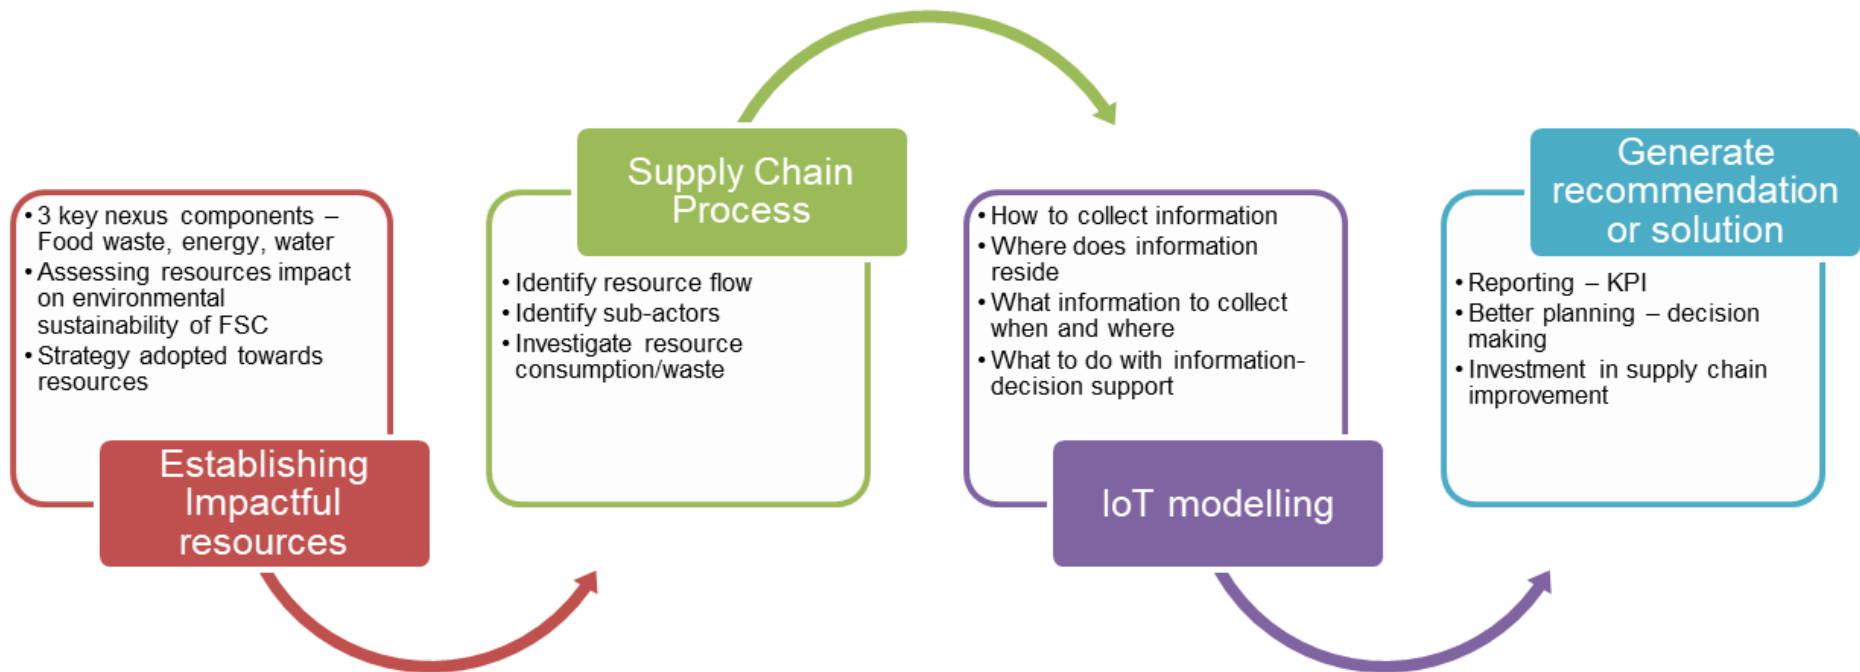 • 3 key nexus components –
Food waste, energy, water
• Assessing resources impact
on environmental
sustainability of FSC
• Strategy adopted towards
resources
Establishing
Impactful
resources
Supply Chain
Process
• Identify resource flow
• Identify sub-actors
• Investigate resource
consumption/waste
• How to collect information
• Where does information
reside
• What information to collect
when and where
• What to do with information-
decision support
IoT modelling
Generate
recommendation
or solution
• Reporting – KPI
• Better planning – decision
making
• Investment in supply chain
improvement